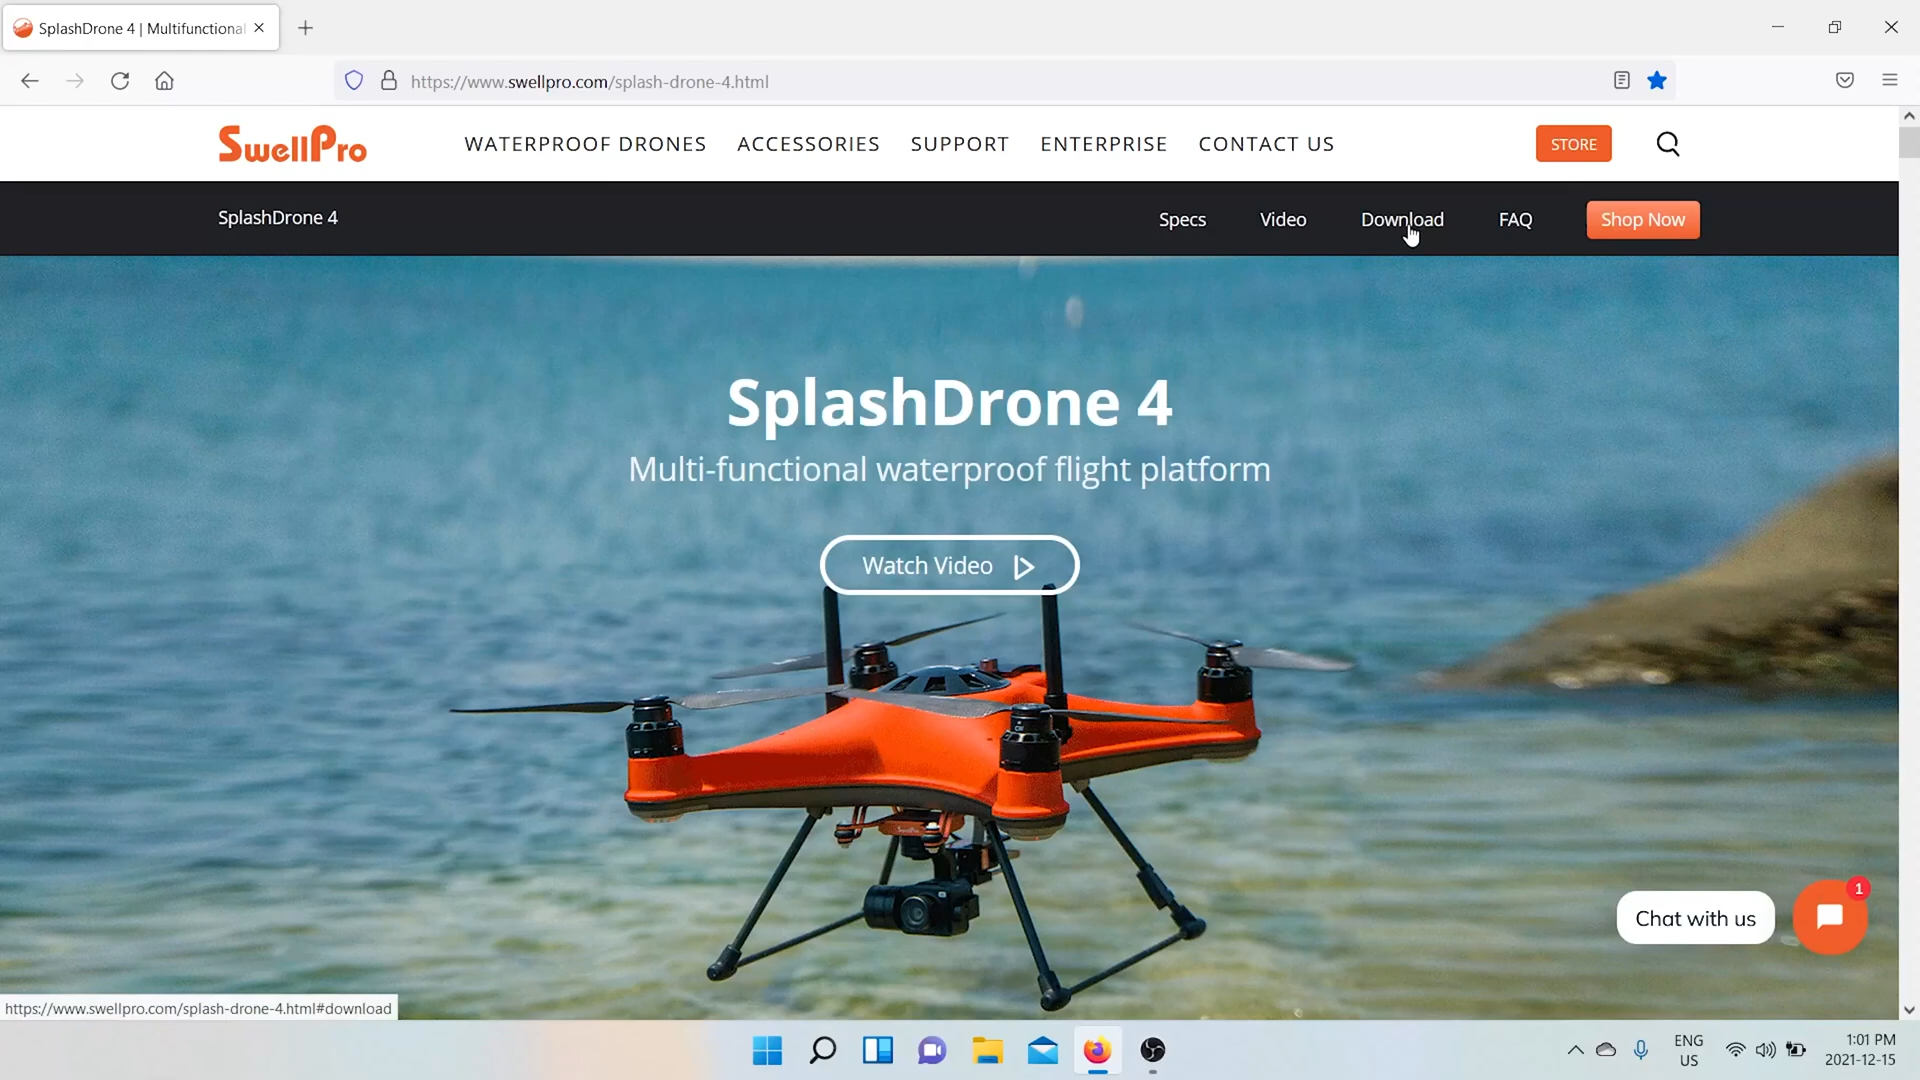 SplashDrone 4 | Multifunctional
https://www.swellpro.com/splash-drone-4.html
SwellPro
WATERPROOF DRONES
ACCESSORIES
SUPPORT
ENTERPRISE
CONTACT US
STORE
SplashDrone 4
Specs
Video
Download
FAQ
Shop Now
SplashDrone 4
Multi-functional waterproof flight platform
Watch Video
SwellPro
1
Chat with us
https://www.swellpro.com/splash-drone-4.html#download
ENG
US
1:01 PM
2021-12-15